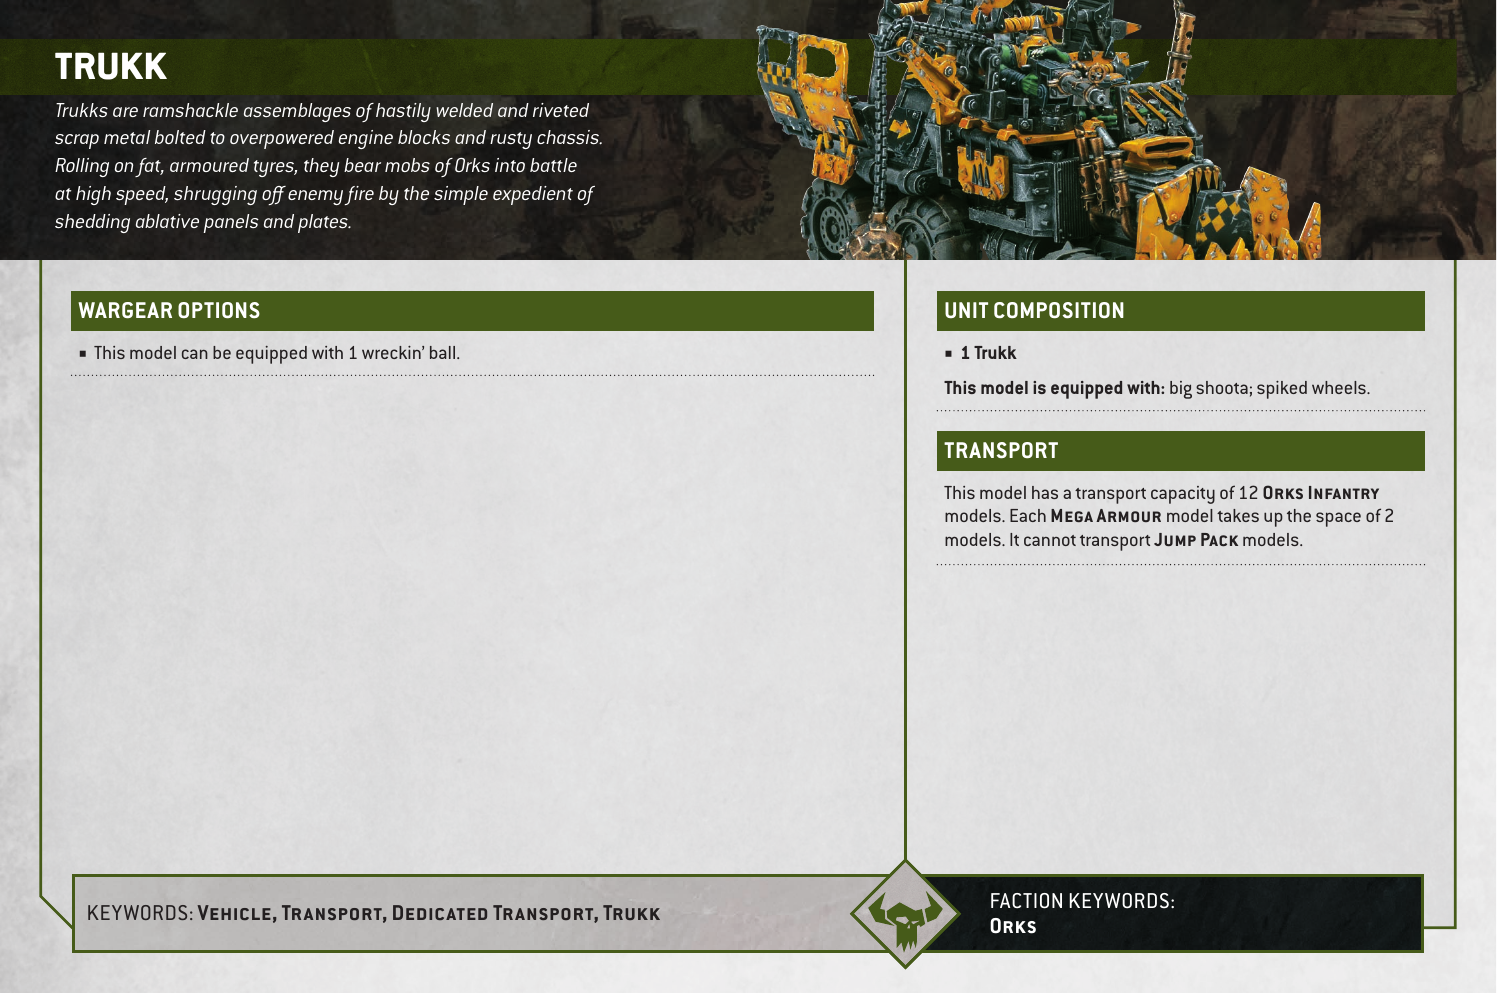 TRUKK
Trukks are ramshackle assemblages of hastily welded and riveted
scrap metal bolted to overpowered engine blocks and rusty chassis.
Rolling on fat, armoured tyres, they bear mobs of Orks into battle
at high speed, shrugging off enemy fire by the simple expedient of
shedding ablative panels and plates.
WARGEAR OPTIONS
▪ This model can be equipped with 1 wreckin’ ball.
UNIT COMPOSITION
▪ 1 Trukk
This model is equipped with: big shoota; spiked wheels.
TRANSPORT
This model has a transport capacity of 12 Orks Infantry
models. Each Mega Armour model takes up the space of 2
models. It cannot transport Jump Pack models.
KEYWORDS: Vehicle, Transport, Dedicated Transport, Trukk
FACTION KEYWORDS:
Orks